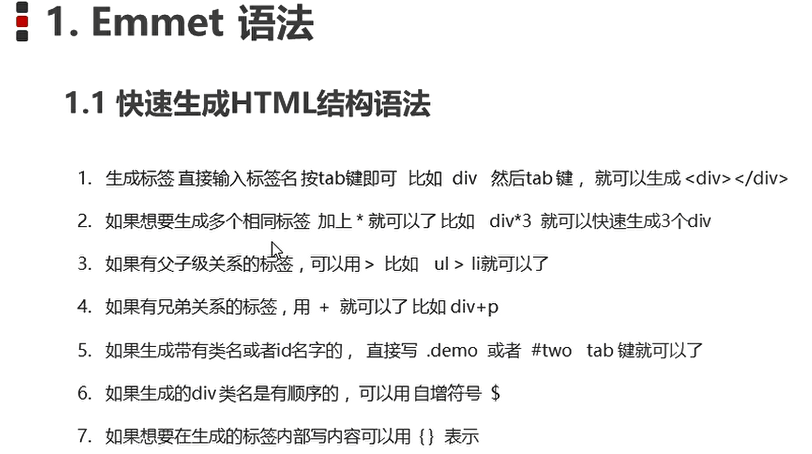 1. Emmet 语法
1.1 快速生成HTML结构语法
1. 生成标签 直接输入标签名 按tab键即可 比如 div 然后tab 键， 就可以生成 <div></div>
2. 如果想要生成多个相同标签 加上 * 就可以了 比如 div*3 就可以快速生成3个div
3. 如果有父子级关系的标签，可以用 > 比如 ul > li就可以了
4. 如果有兄弟关系的标签，用 + 就可以了 比如 div+p
5. 如果生成带有类名或者id名字的， 直接写 .demo 或者 #two tab 键就可以了
6. 如果生成的div 类名是有顺序的， 可以用 自增符号 $
7. 如果想要在生成的标签内部写内容可以用 { } 表示